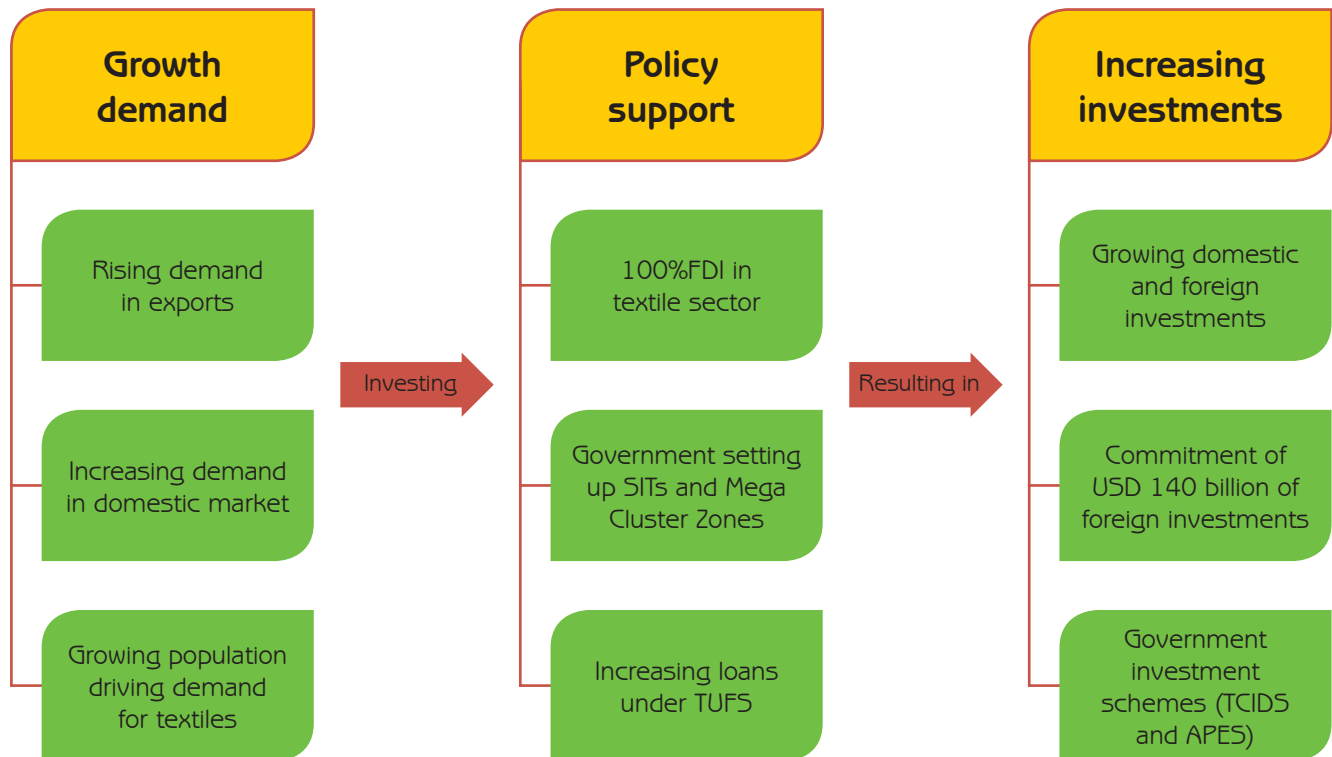 Growth
demand
Rising demand
in exports
Increasing demand
in domestic market
Growing population
driving demand
for textiles
Investing
Policy
support
100%FDI in
textile sector
Government setting
up SITs and Mega
Cluster Zones
Increasing loans
under TUFS
Resulting in
Increasing
investments
Growing domestic
and foreign
investments
Commitment of
USD 140 billion of
foreign investments
Government
investment
schemes (TCIDS
and APES)